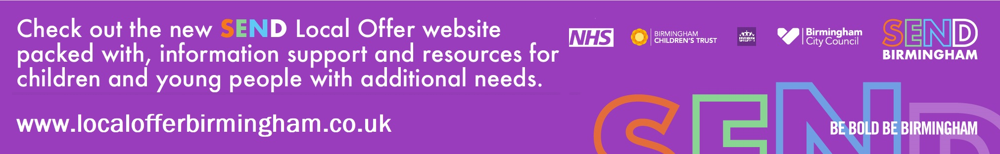 Check out the new SEND Local Offer website
packed with, information support and resources for
children and young people with additional needs.
www.localofferbirmingham.co.uk
NHS
BIRMINGHAM
CHILDREN'S TRUST
Birmingham
City Council
SEND
BIRMINGHAM
SEND
BE BOLD BE BIRMINGHAM